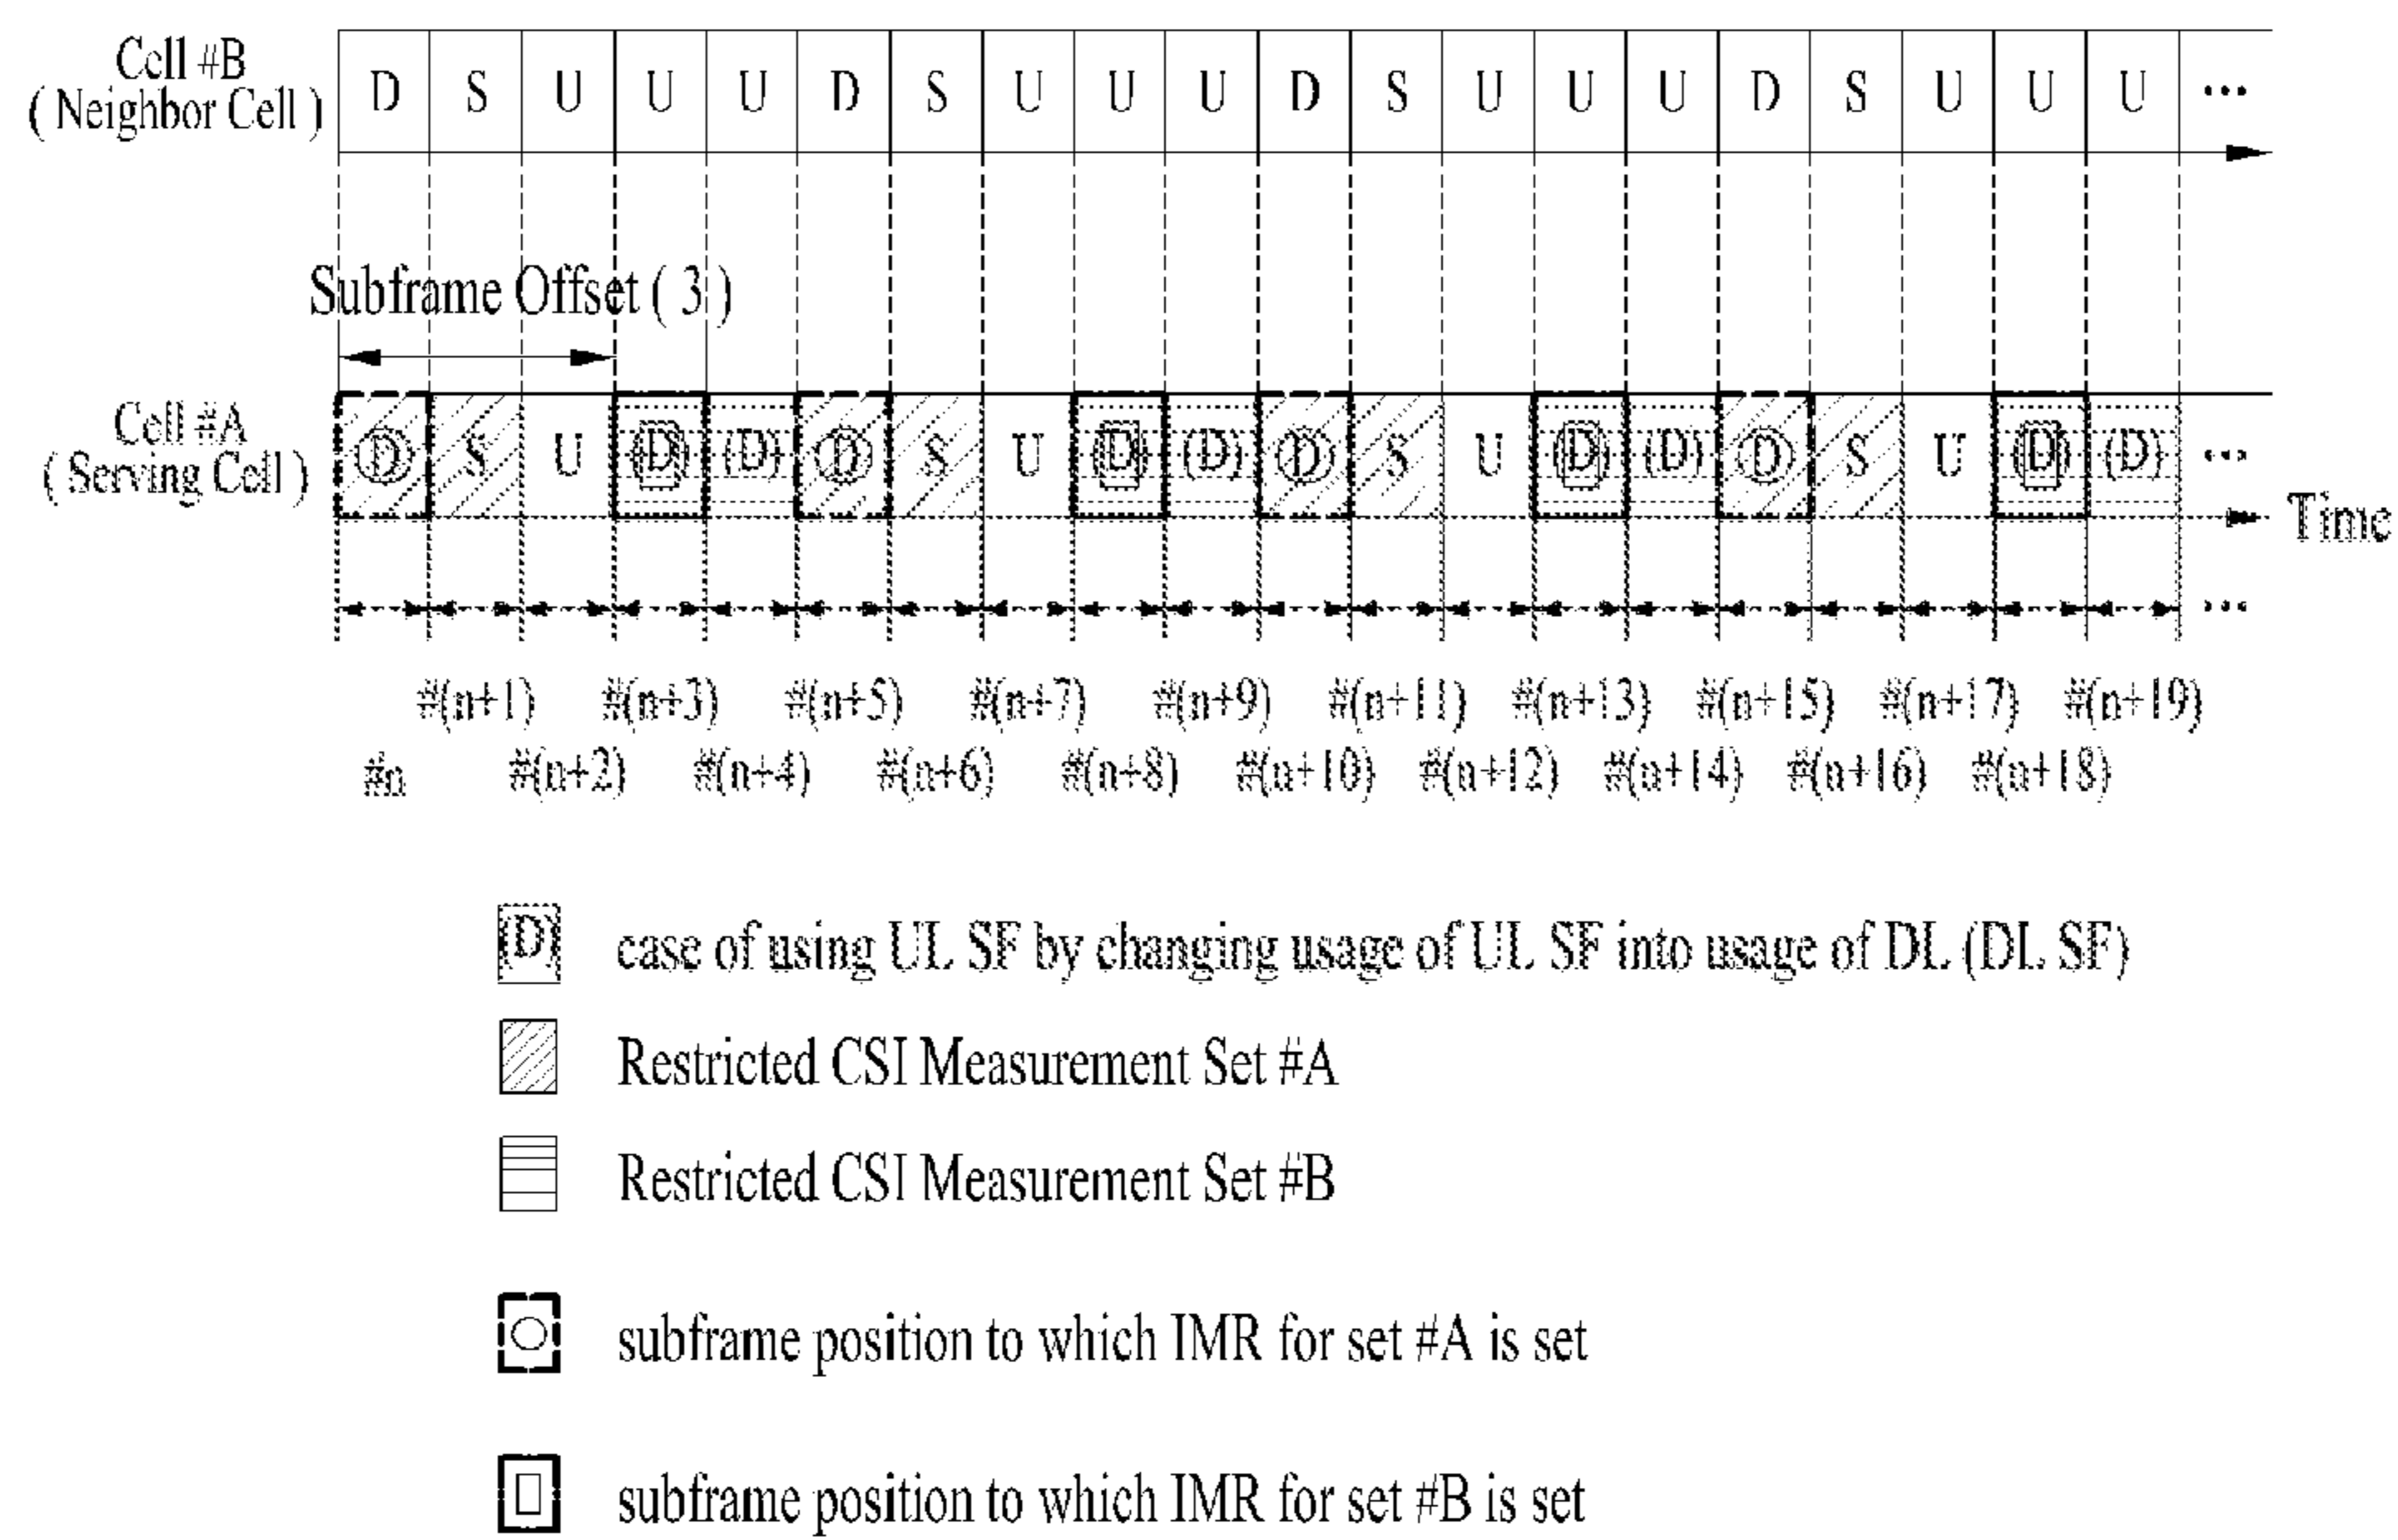 Cell #B
( Neighbor Cell )
D S U U U D S U U U D S U U U D S U U U ...
Subframe Offset ( 3 )
Cell #A
( Serving Cell )
D S U (D) (D) D S U (D) (D) D S U (D) (D) D S U (D) (D) ...
Time
...
#(n+1) #(n+3) #(n+5) #(n+7) #(n+9) #(n+11) #(n+13) #(n+15) #(n+17) #(n+19)
#n #(n+2) #(n+4) #(n+6) #(n+8) #(n+10) #(n+12) #(n+14) #(n+16) #(n+18)
(D) case of using UL SF by changing usage of UL SF into usage of DL (DL SF)
Restricted CSI Measurement Set #A
Restricted CSI Measurement Set #B
subframe position to which IMR for set #A is set
subframe position to which IMR for set #B is set